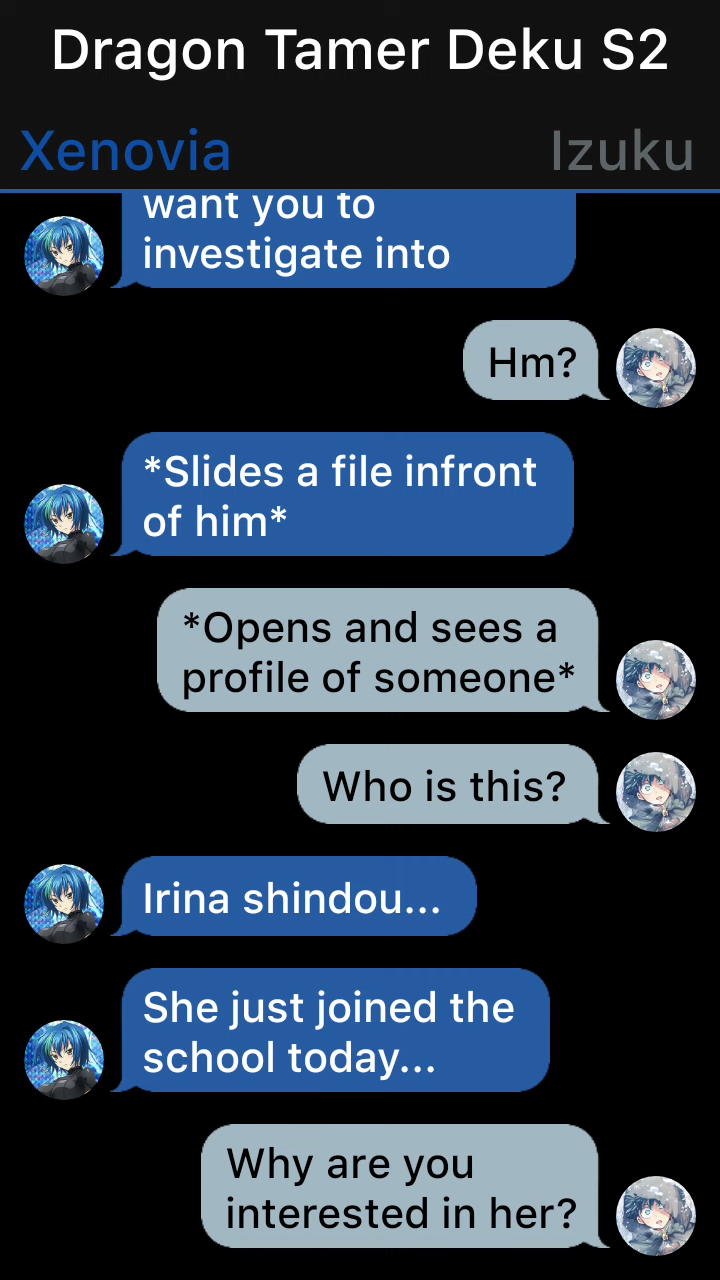 Dragon Tamer Deku S2
Xenovia
Izuku
want you to
investigate into
Hm?
*Slides a file infront
of him*
*Opens and sees a
profile of someone*
Who is this?
Irina shindou...
She just joined the
school today...
Why are you
interested in her?